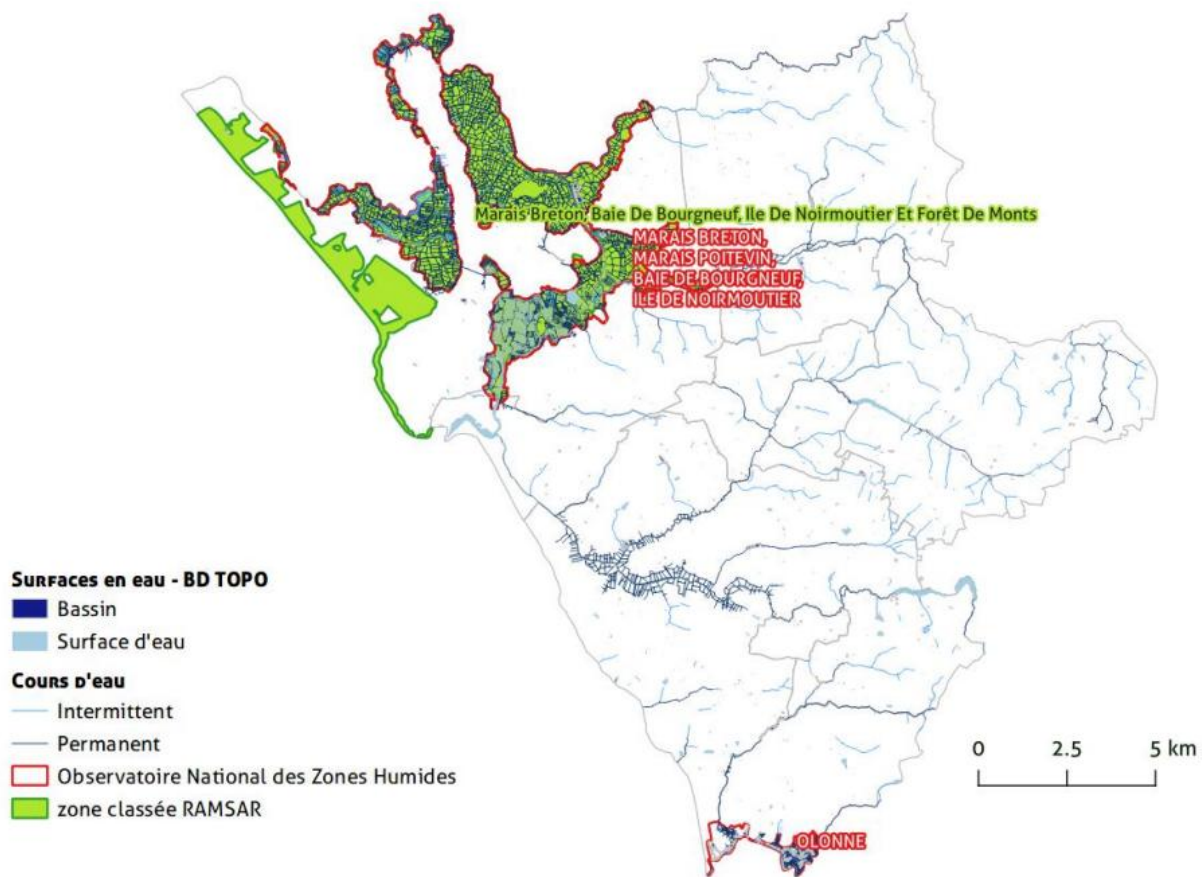 Marais Breton, Baie De Bourgneuf, Ile De Noirmoutier Et Forêt De Monts
MARAIS BRETON,
MARAIS POITEVIN,
BAIE DE BOURGNEUF,
ILE DE NOIRMOUTIER
Surfaces en eau - BD TOPO
Bassin
Surface d'eau
Cours d'eau
Intermittent
Permanent
Observatoire National des Zones Humides
zone classée RAMSAR
0 2.5 5 km
OLONNE